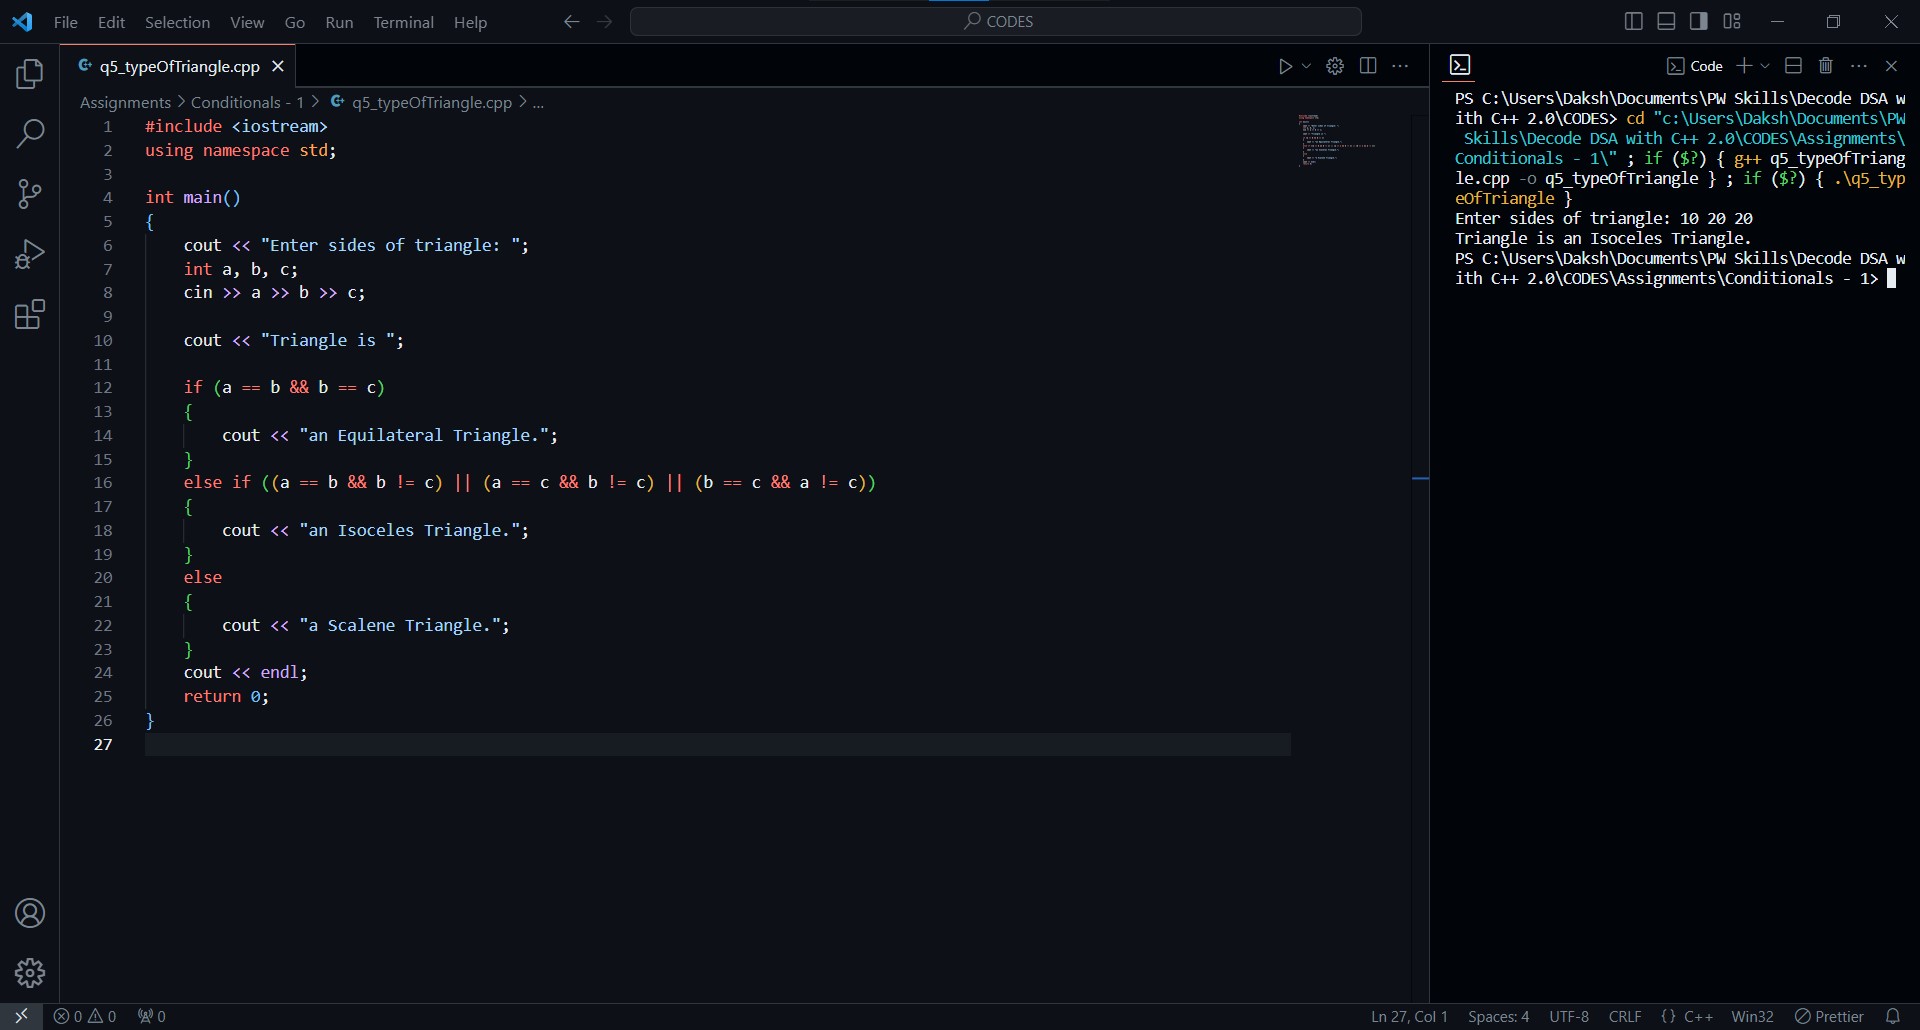 File Edit Selection View Go Run Terminal Help
CODES
q5_typeOfTriangle.cpp
Assignments > Conditionals - 1 > q5_typeOfTriangle.cpp > ...
1 #include <iostream>
2 using namespace std;
3
4 int main()
5 {
6 cout << "Enter sides of triangle: ";
7 int a, b, c;
8 cin >> a >> b >> c;
9
10 cout << "Triangle is ";
11
12 if (a == b && b == c)
13 {
14 cout << "an Equilateral Triangle.";
15 }
16 else if ((a == b && b != c) || (a == c && b != c) || (b == c && a != c))
17 {
18 cout << "an Isoceles Triangle.";
19 }
20 else
21 {
22 cout << "a Scalene Triangle.";
23 }
24 cout << endl;
25 return 0;
26 }
27
Code
PS C:\Users\Daksh\Documents\PW Skills\Decode DSA w
ith C++ 2.0\CODES> cd "c:\Users\Daksh\Documents\PW
Skills\Decode DSA with C++ 2.0\CODES\Assignments\
Conditionals - 1\" ; if ($?) { g++ q5_typeOfTriang
le.cpp -o q5_typeOfTriangle } ; if ($?) { .\q5_typ
eOfTriangle }
Enter sides of triangle: 10 20 20
Triangle is an Isoceles Triangle.
PS C:\Users\Daksh\Documents\PW Skills\Decode DSA w
ith C++ 2.0\CODES\Assignments\Conditionals - 1>
0 0 0
Ln 27, Col 1 Spaces: 4 UTF-8 CRLF {} C++ Win32 Prettier